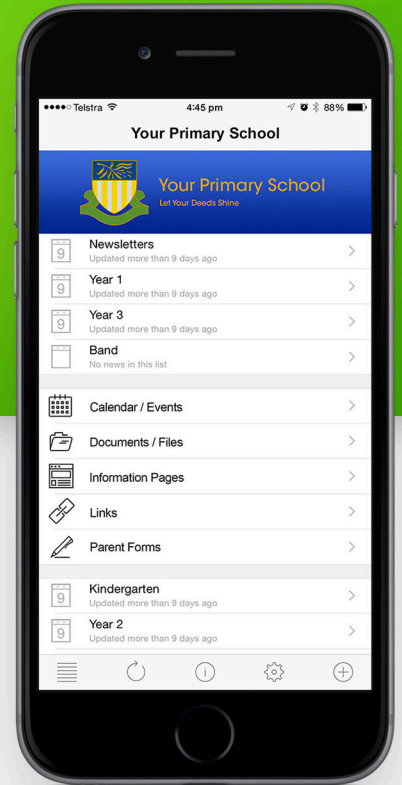 Telstra 4:45 pm 88%
Your Primary School
Your Primary School
Let Your Deeds Shine
9 Newsletters
Updated more than 9 days ago
9 Year 1
Updated more than 9 days ago
9 Year 3
Updated more than 9 days ago
Band
No news in this list
Calendar / Events
Documents / Files
Information Pages
Links
Parent Forms
9 Kindergarten
Updated more than 9 days ago
9 Year 2
Updated more than 9 days ago